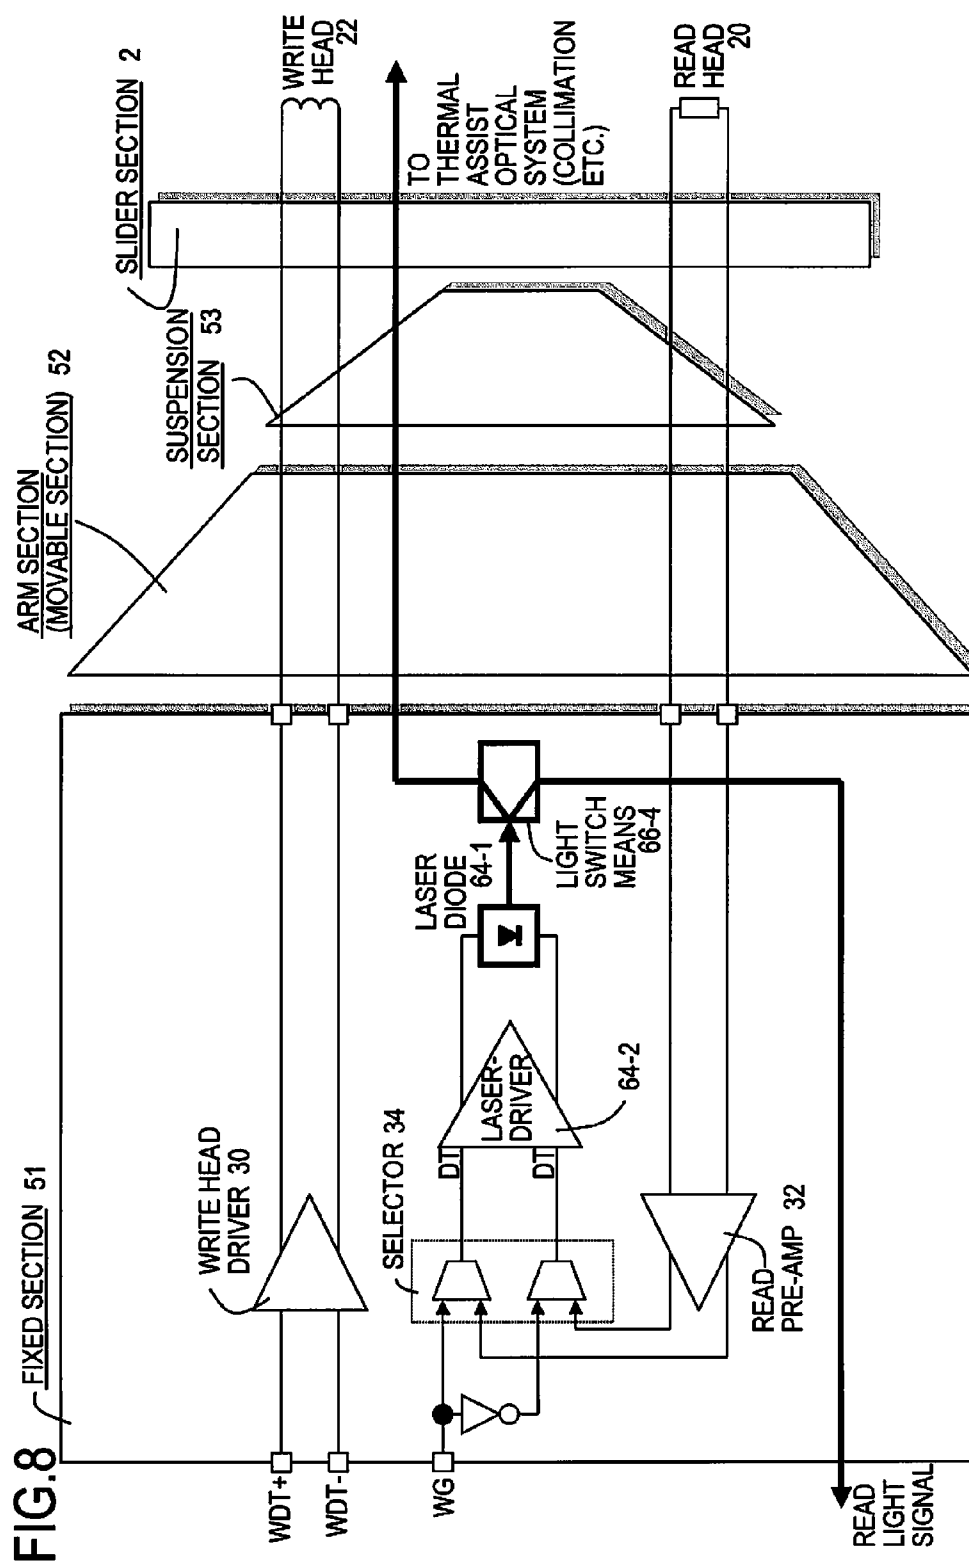 FIG.8
FIXED SECTION 51
ARM SECTION
(MOVABLE SECTION) 52
SUSPENSION
SECTION 53
SLIDER SECTION 2
WDT+
WDT-
WG
WRITE HEAD
DRIVER 30
SELECTOR 34
DT
DT
LASER-
DRIVER
64-2
LASER
DIODE
64-1
LIGHT
SWITCH
MEANS
66-4
READ
PRE-AMP 32
WRITE
HEAD
22
TO
THERMAL
ASSIST
OPTICAL
SYSTEM
(COLLIMATION
ETC.)
READ
HEAD
20
READ
LIGHT
SIGNAL